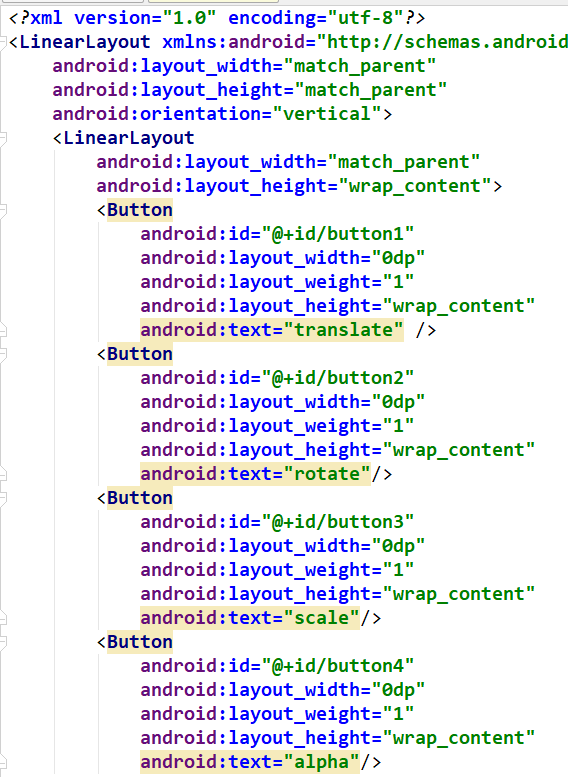 <?xml version="1.0" encoding="utf-8"?>
<LinearLayout xmlns:android="http://schemas.android
android:layout_width="match_parent"
android:layout_height="match_parent"
android:orientation="vertical">
<LinearLayout
android:layout_width="match_parent"
android:layout_height="wrap_content">
<Button
android:id="@+id/button1"
android:layout_width="0dp"
android:layout_weight="1"
android:layout_height="wrap_content"
android:text="translate" />
<Button
android:id="@+id/button2"
android:layout_width="0dp"
android:layout_weight="1"
android:layout_height="wrap_content"
android:text="rotate"/>
<Button
android:id="@+id/button3"
android:layout_width="0dp"
android:layout_weight="1"
android:layout_height="wrap_content"
android:text="scale"/>
<Button
android:id="@+id/button4"
android:layout_width="0dp"
android:layout_weight="1"
android:layout_height="wrap_content"
android:text="alpha"/>